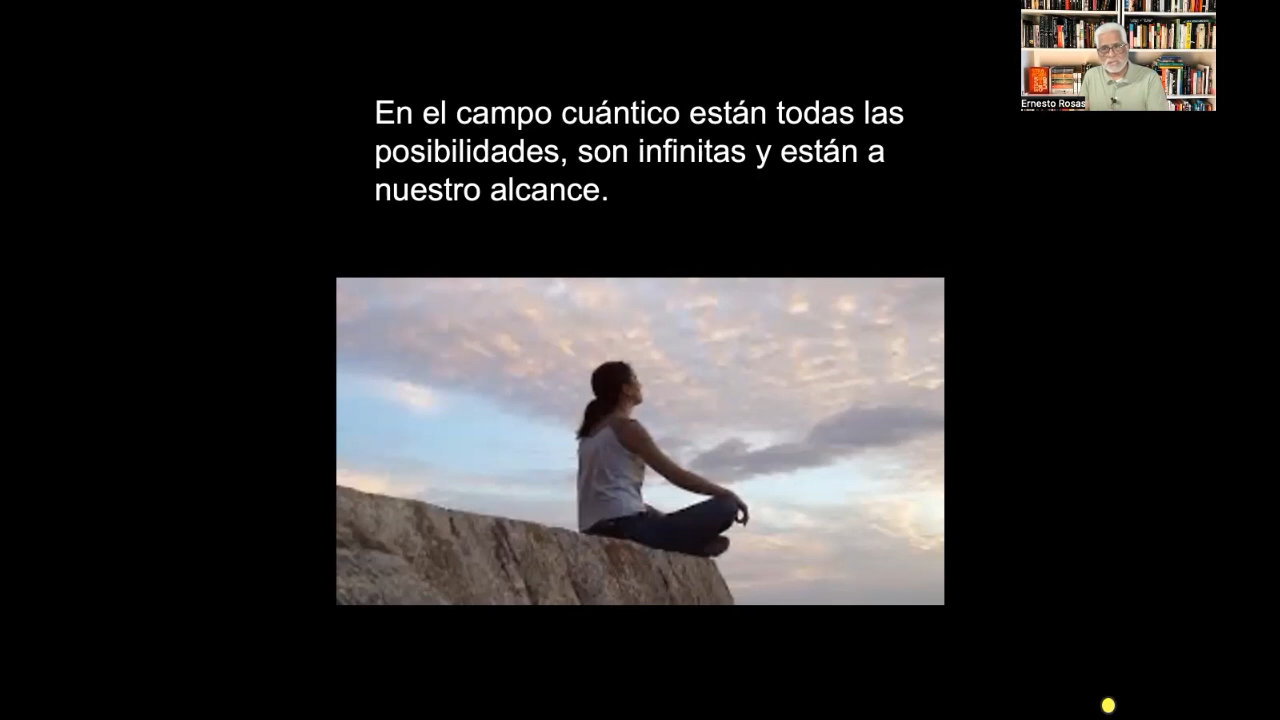 En el campo cuántico están todas las
posibilidades, son infinitas y están a
nuestro alcance.
Ernesto Rosas